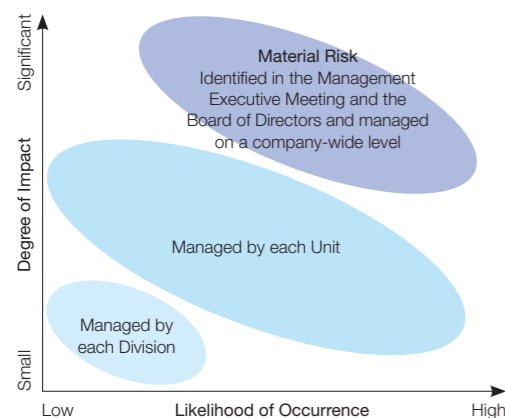 Significant
Degree of Impact
Small
Material Risk
Identified in the Management
Executive Meeting and the
Board of Directors and managed
on a company-wide level
Managed by each Unit
Managed by
each Division
Low
Likelihood of Occurrence
High